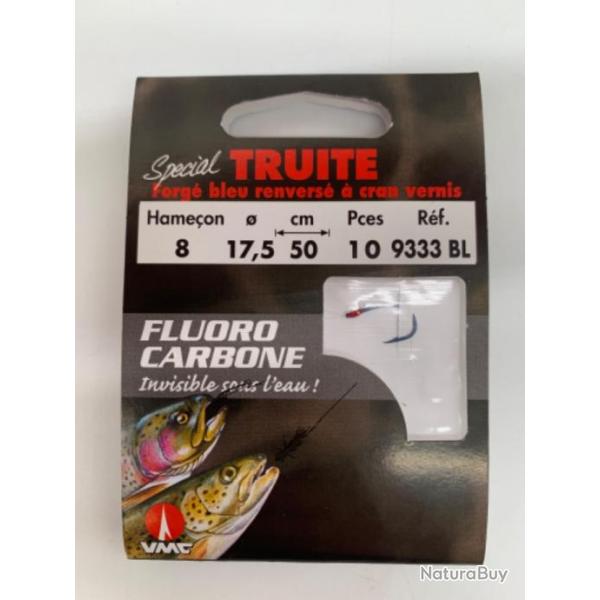 Special TRUITE
Forgé bleu renversé à cran vernis
Hameçon ø cm Pces Réf.
8 17,5 50 10 9333 BL
FLUORO
CARBONE
Invisible sous l'eau !
VMC
NaturaBuy